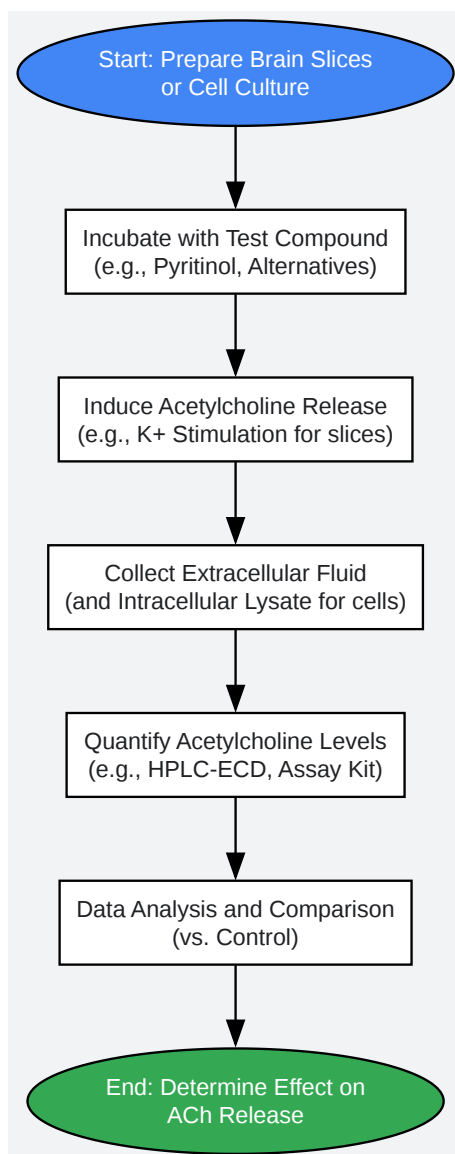 Start: Prepare Brain Slices
or Cell Culture
Incubate with Test Compound
(e.g., Pyritinol, Alternatives)
Induce Acetylcholine Release
(e.g., K+ Stimulation for slices)
Collect Extracellular Fluid
(and Intracellular Lysate for cells)
Quantify Acetylcholine Levels
(e.g., HPLC-ECD, Assay Kit)
Data Analysis and Comparison
(vs. Control)
End: Determine Effect on
ACh Release